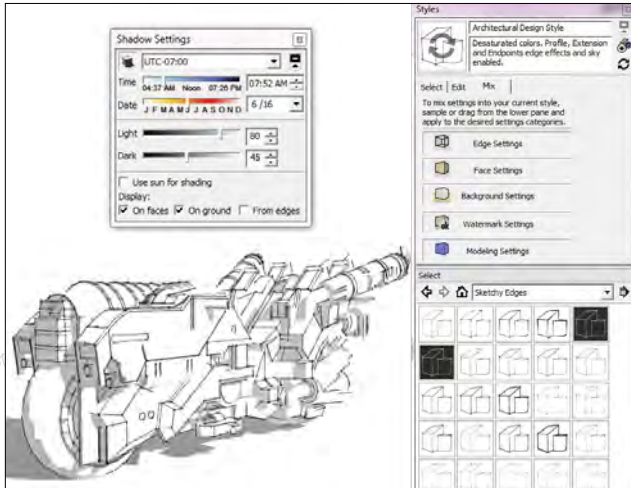 Shadow Settings
UTC-07:00
Time
04:37 AM Noon 07:26 PM
07:52 AM
Date
J F M A M J J A S O N D
6 /16
Light
80
Dark
45
Use sun for shading
Display:
On faces On ground From edges
Styles
Architectural Design Style
Desaturated colors. Profile, Extension
and Endpoints edge effects and sky
enabled.
Select Edit Mix
To mix settings into your current style,
sample or drag from the lower pane and
apply to the desired settings categories.
Edge Settings
Face Settings
Background Settings
Watermark Settings
Modeling Settings
Select
Sketchy Edges